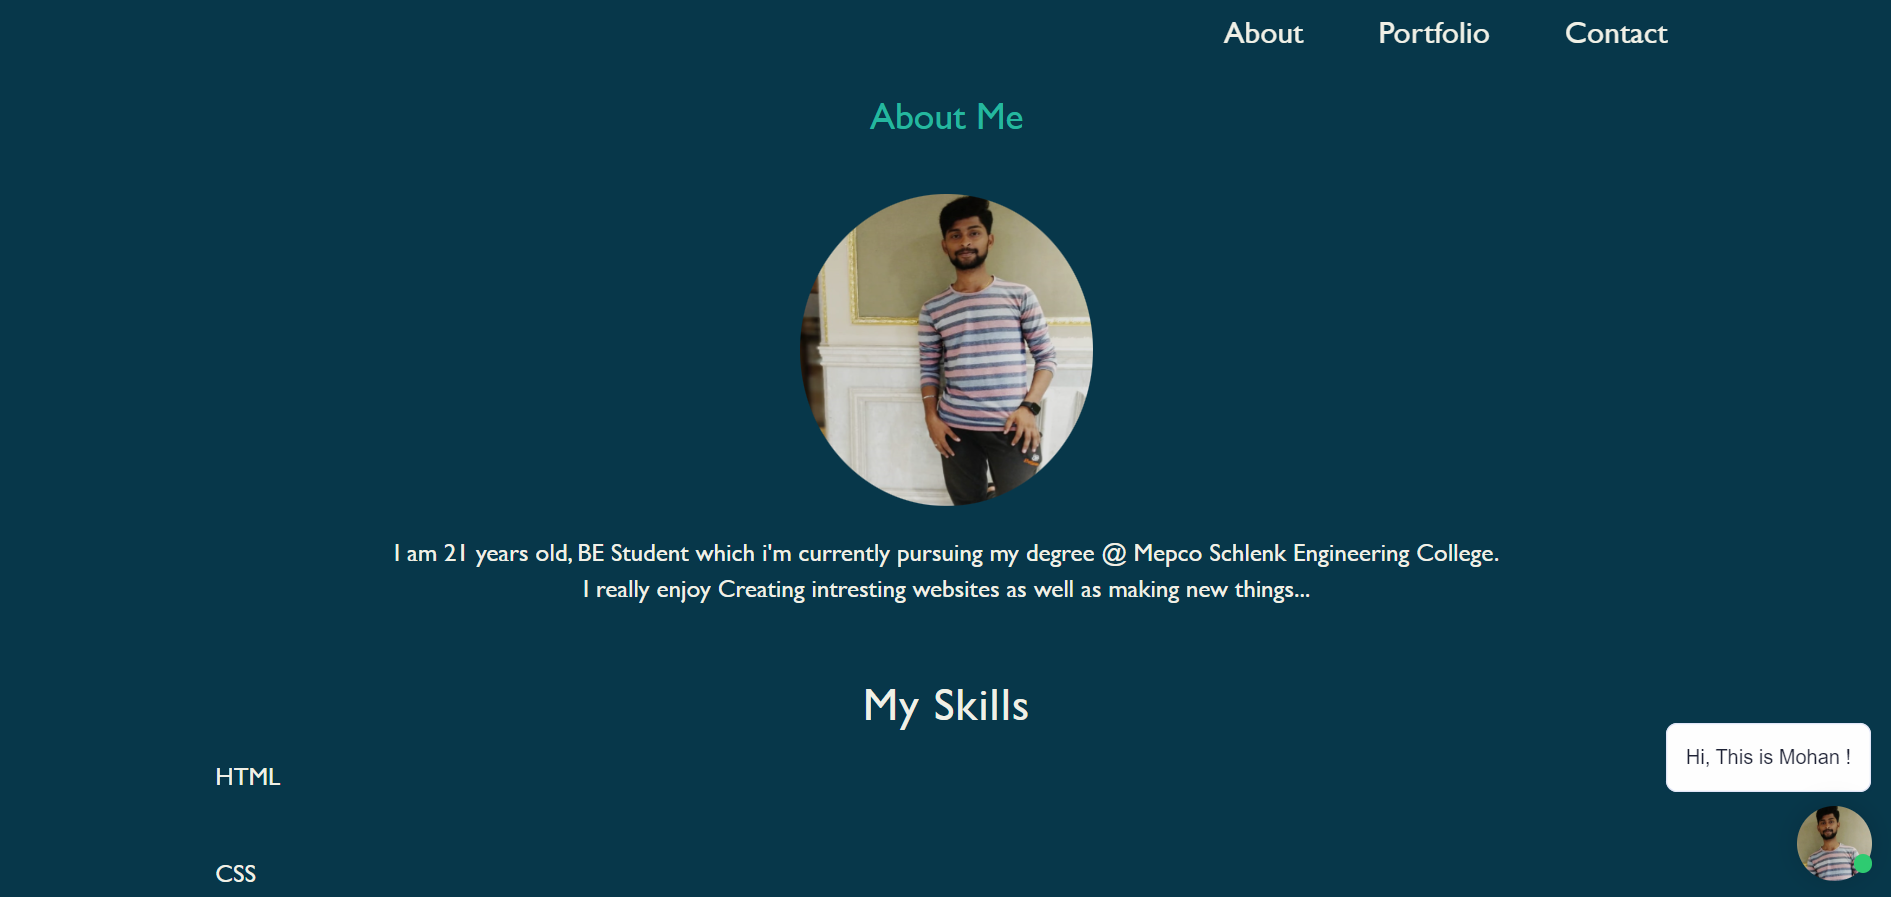 About Portfolio Contact
About Me
I am 21 years old, BE Student which i'm currently pursuing my degree @ Mepco Schlenk Engineering College.
I really enjoy Creating intresting websites as well as making new things...
My Skills
HTML
Hi, This is Mohan !
CSS